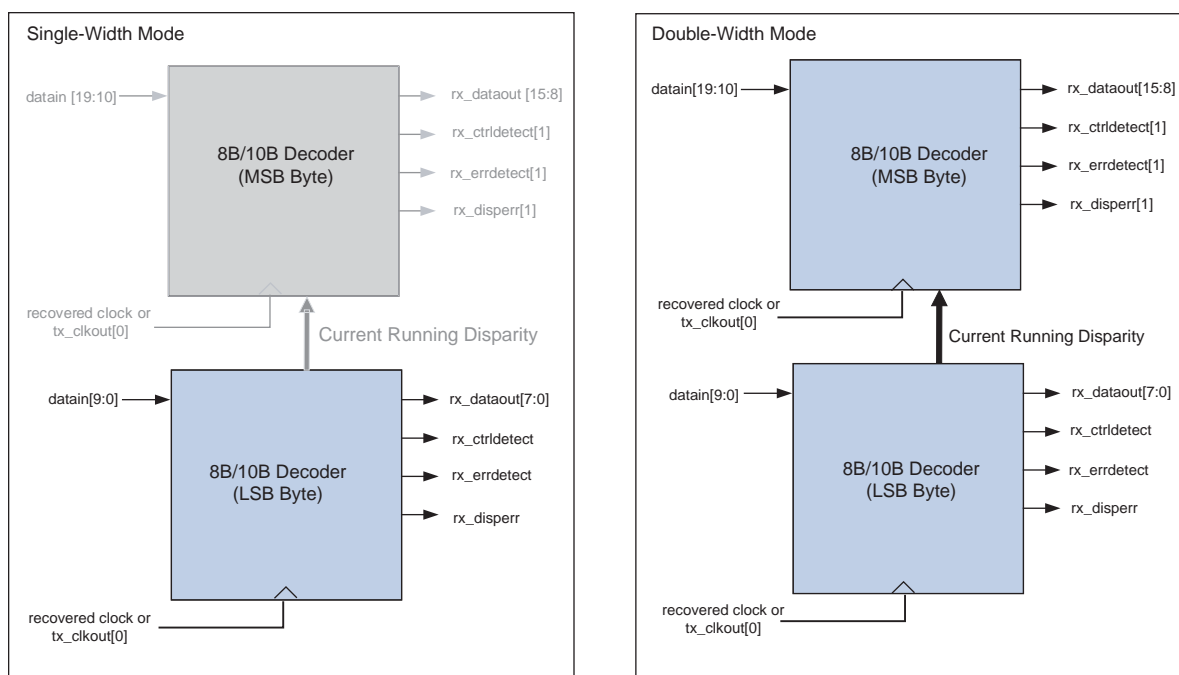 Single-Width Mode
datain [19:10]
8B/10B Decoder
(MSB Byte)
rx_dataout [15:8]
rx_ctrldetect[1]
rx_errdetect[1]
rx_disperr[1]
recovered clock or
tx_clkout[0]
Current Running Disparity
datain[9:0]
8B/10B Decoder
(LSB Byte)
rx_dataout[7:0]
rx_ctrldetect
rx_errdetect
rx_disperr
recovered clock or
tx_clkout[0]
Double-Width Mode
datain[19:10]
8B/10B Decoder
(MSB Byte)
rx_dataout[15:8]
rx_ctrldetect[1]
rx_errdetect[1]
rx_disperr[1]
recovered clock or
tx_clkout[0]
Current Running Disparity
datain[9:0]
8B/10B Decoder
(LSB Byte)
rx_dataout[7:0]
rx_ctrldetect
rx_errdetect
rx_disperr
recovered clock or
tx_clkout[0]